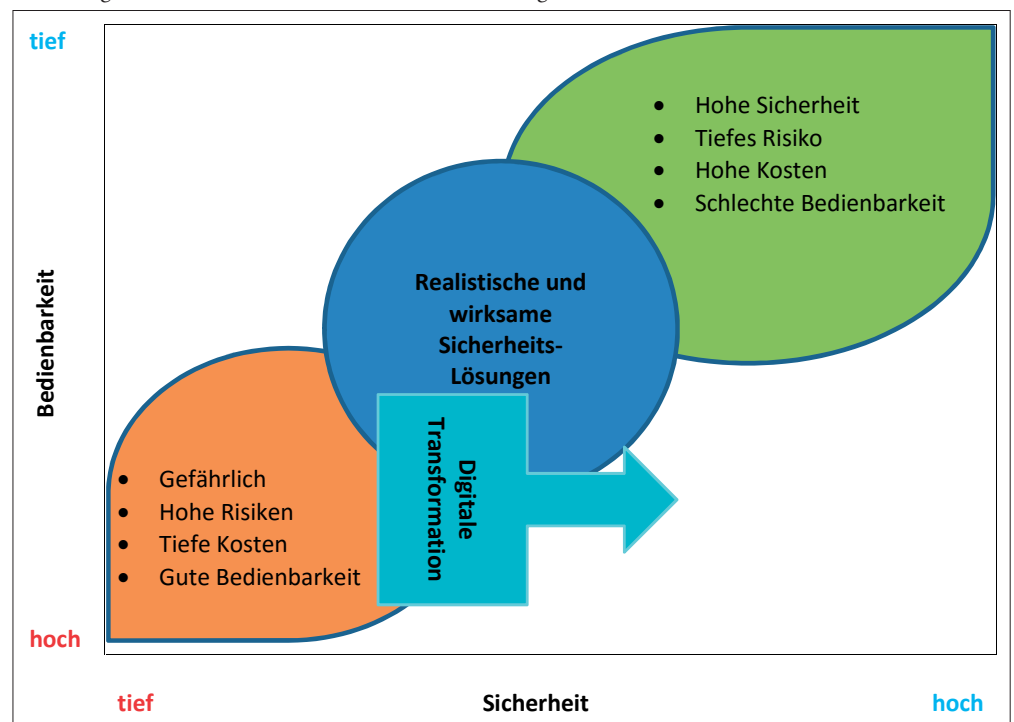 tief
• Hohe Sicherheit
• Tiefes Risiko
• Hohe Kosten
• Schlechte Bedienbarkeit
Bedienbarkeit
Realistische und
wirksame
Sicherheits-
Lösungen
Digitale
Transformation
• Gefährlich
• Hohe Risiken
• Tiefe Kosten
• Gute Bedienbarkeit
hoch
tief
Sicherheit
hoch